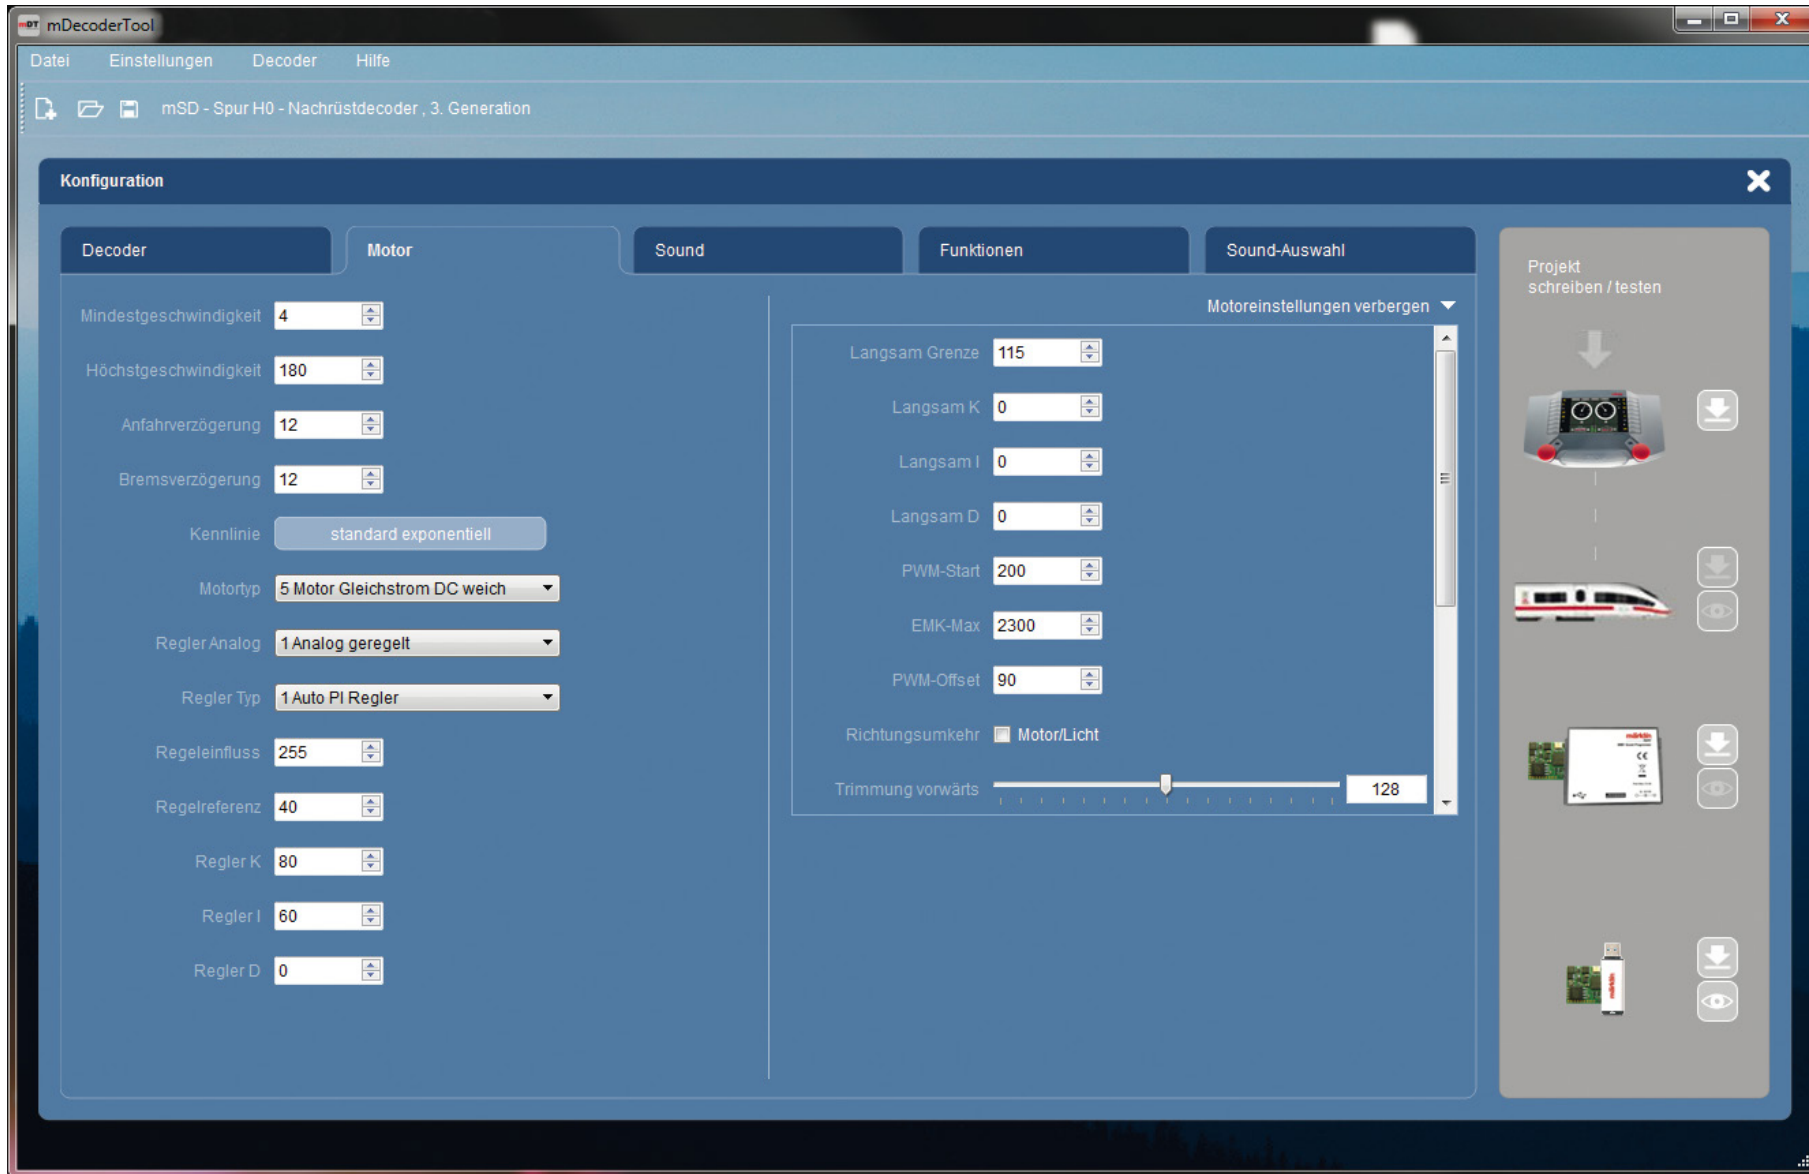 mDT mDecoderTool
Datei Einstellungen Decoder Hilfe
mSD - Spur H0 - Nachrüstdecoder , 3. Generation
Konfiguration
Decoder Motor Sound Funktionen Sound-Auswahl
Mindestgeschwindigkeit 4
Höchstgeschwindigkeit 180
Anfahrverzögerung 12
Bremsverzögerung 12
Kennlinie standard exponentiell
Motortyp 5 Motor Gleichstrom DC weich
Regler Analog 1 Analog geregelt
Regler Typ 1 Auto PI Regler
Regeleinfluss 255
Regelreferenz 40
Regler K 80
Regler I 60
Regler D 0
Motoreinstellungen verbergen
Langsam Grenze 115
Langsam K 0
Langsam I 0
Langsam D 0
PWM-Start 200
EMK-Max 2300
PWM-Offset 90
Richtungsumkehr Motor/Licht
Trimmung vorwärts 128
Projekt
schreiben / testen
märklin
CE
märklin